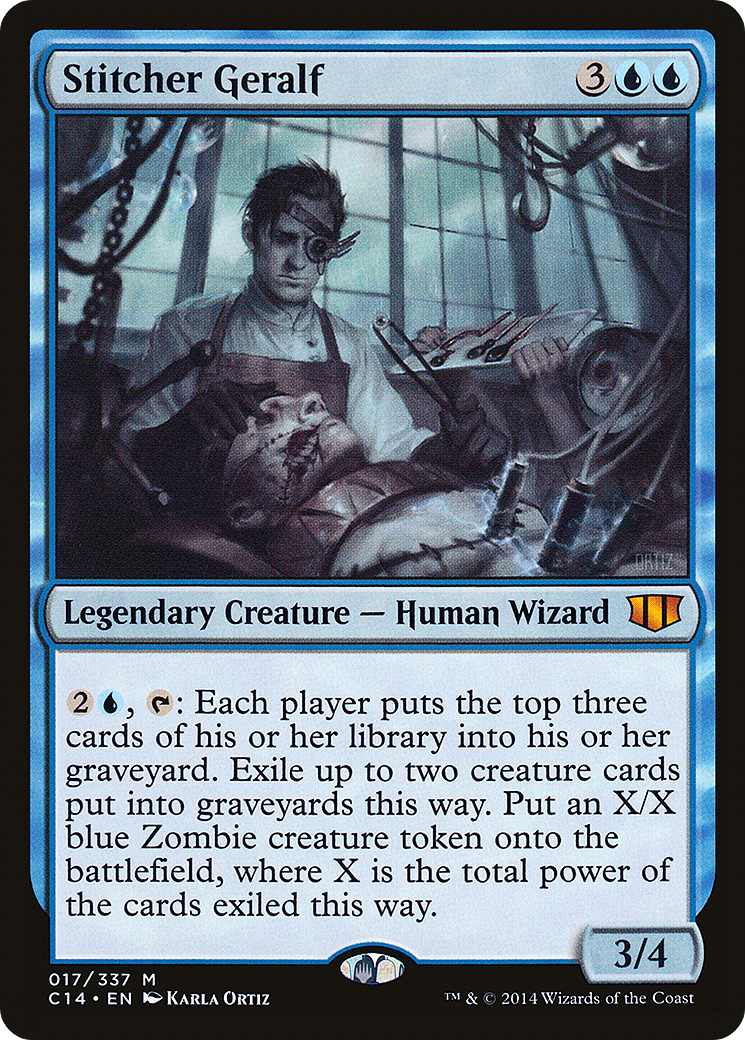 Stitcher Geralf 3
ORTIZ
Legendary Creature — Human Wizard
2, : Each player puts the top three
cards of his or her library into his or her
graveyard. Exile up to two creature cards
put into graveyards this way. Put an X/X
blue Zombie creature token onto the
battlefield, where X is the total power of
the cards exiled this way.
3/4
017/337 M
C14 • EN Karla Ortiz
™ & © 2014 Wizards of the Coast